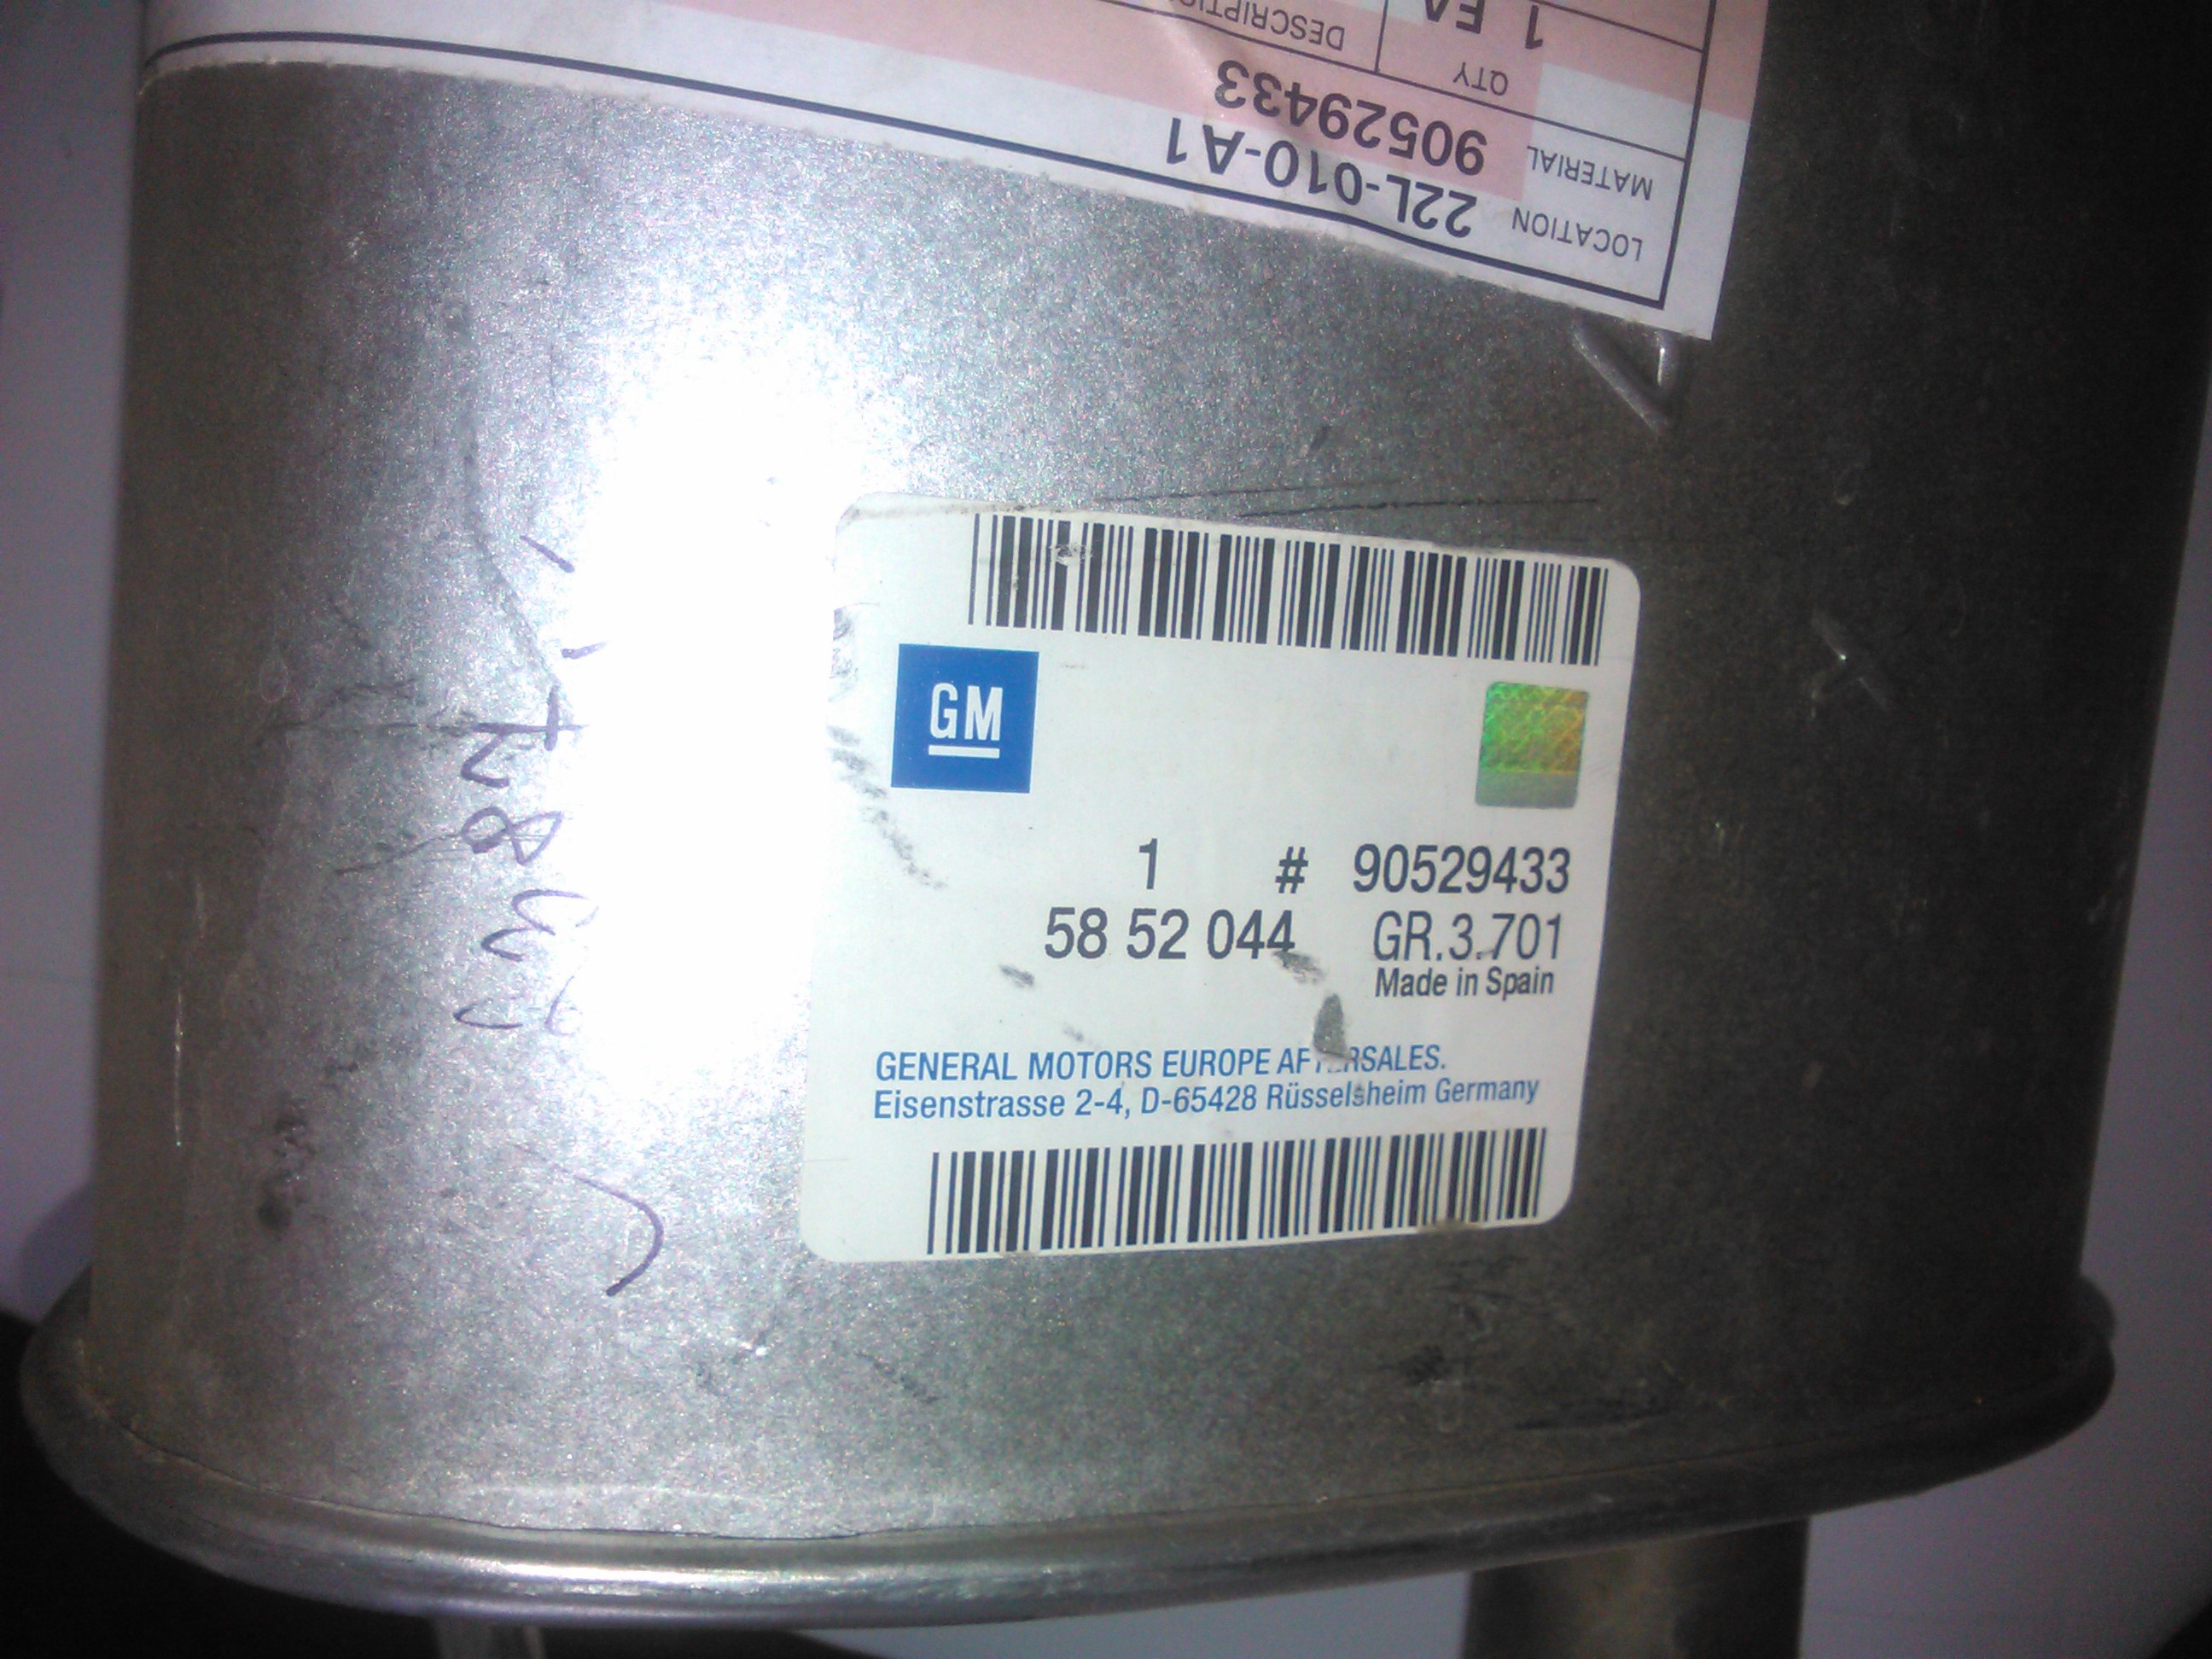 LOCATION 22L-010-A1
MATERIAL 90529433
QTY
DESCRIPTION
1 EA
GM
1 # 90529433
58 52 044 GR.3.701
Made in Spain
GENERAL MOTORS EUROPE AFTERSALES.
Eisenstrasse 2-4, D-65428 Rüsselsheim Germany